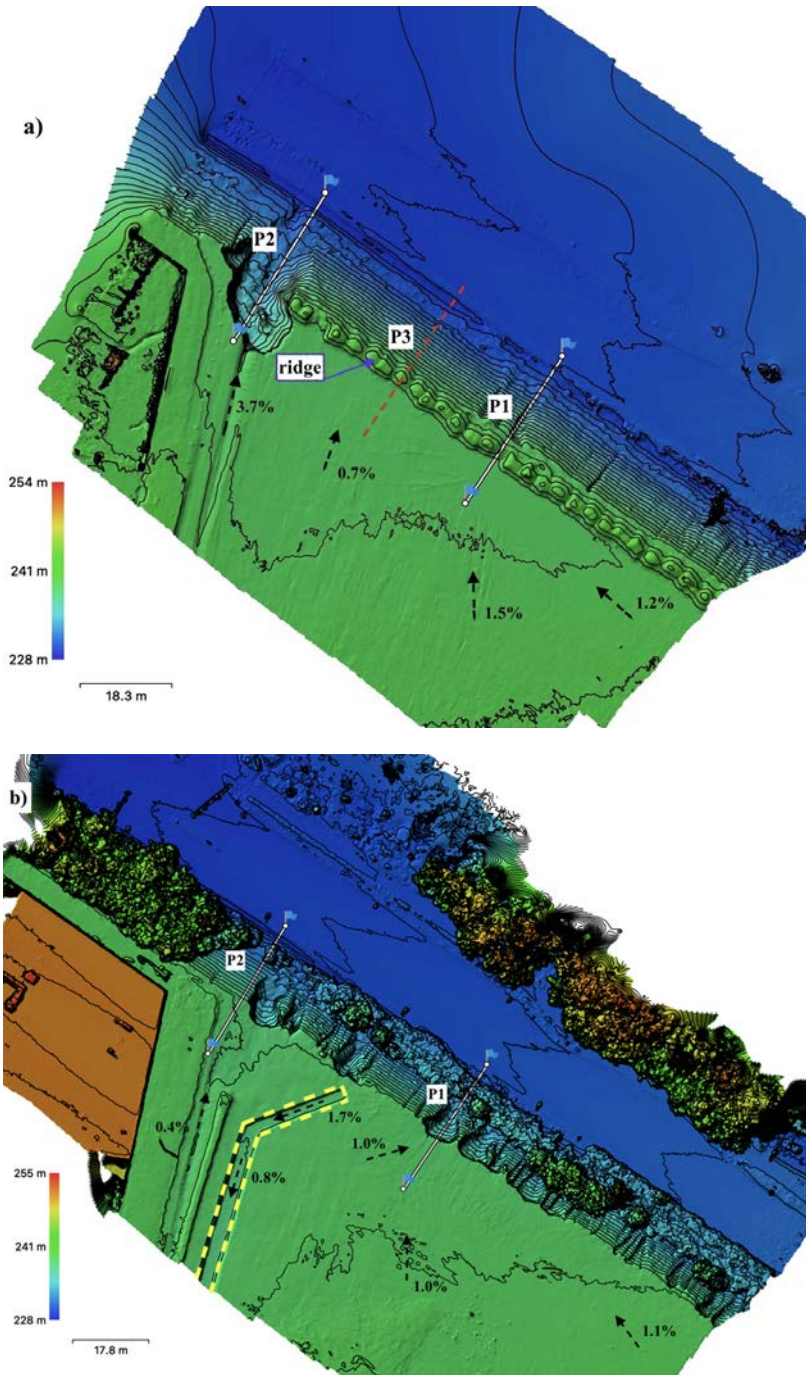 a)
P2
P3
ridge
P1
3.7%
0.7%
254 m
241 m
228 m
1.5%
1.2%
18.3 m
b)
P2
P1
1.7%
1.0%
0.4%
0.8%
255 m
241 m
228 m
1.0%
1.1%
17.8 m